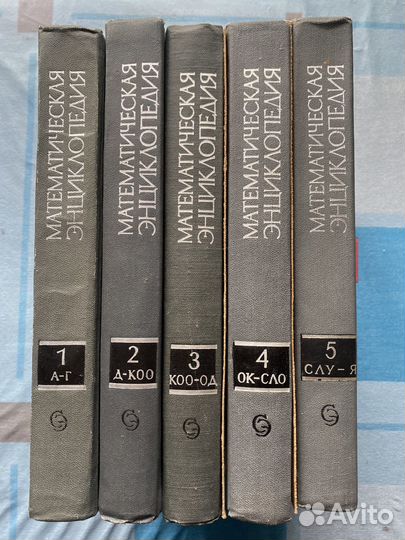 МАТЕМАТИЧЕСКАЯ
ЭНЦИКЛОПЕДИЯ
1
А-Г
МАТЕМАТИЧЕСКАЯ
ЭНЦИКЛОПЕДИЯ
2
Д-КОО
МАТЕМАТИЧЕСКАЯ
ЭНЦИКЛОПЕДИЯ
3
КОО-ОД
МАТЕМАТИЧЕСКАЯ
ЭНЦИКЛОПЕДИЯ
4
ОК-СЛО
МАТЕМАТИЧЕСКАЯ
ЭНЦИКЛОПЕДИЯ
5
СЛУ-Я
Avito